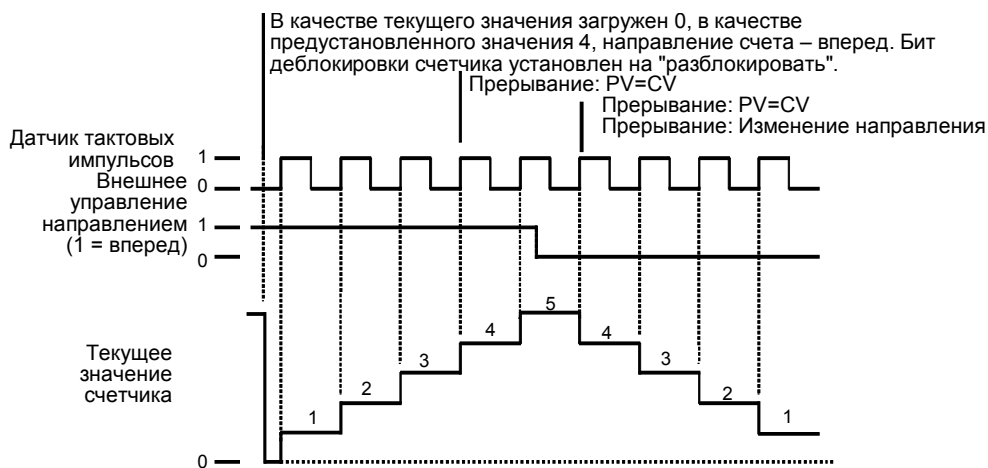 В качестве текущего значения загружен 0, в качестве
предустановленного значения 4, направление счета – вперед. Бит
деблокировки счетчика установлен на "разблокировать".
Прерывание: PV=CV
Прерывание: PV=CV
Прерывание: Изменение направления
Датчик тактовых
импульсов
1
Внешнее
0
управление
направлением
1
(1 = вперед)
0
5
4
4
Текущее
значение
счетчика
3
3
2
2
1
1
0